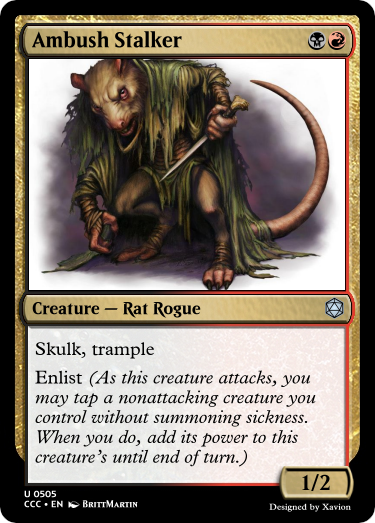 Ambush Stalker
Creature — Rat Rogue
Skulk, trample
Enlist (As this creature attacks, you
may tap a nonattacking creature you
control without summoning sickness.
When you do, add its power to this
creature's until end of turn.)
1/2
U 0505
CCC • EN BrittMartin
Designed by Xavion